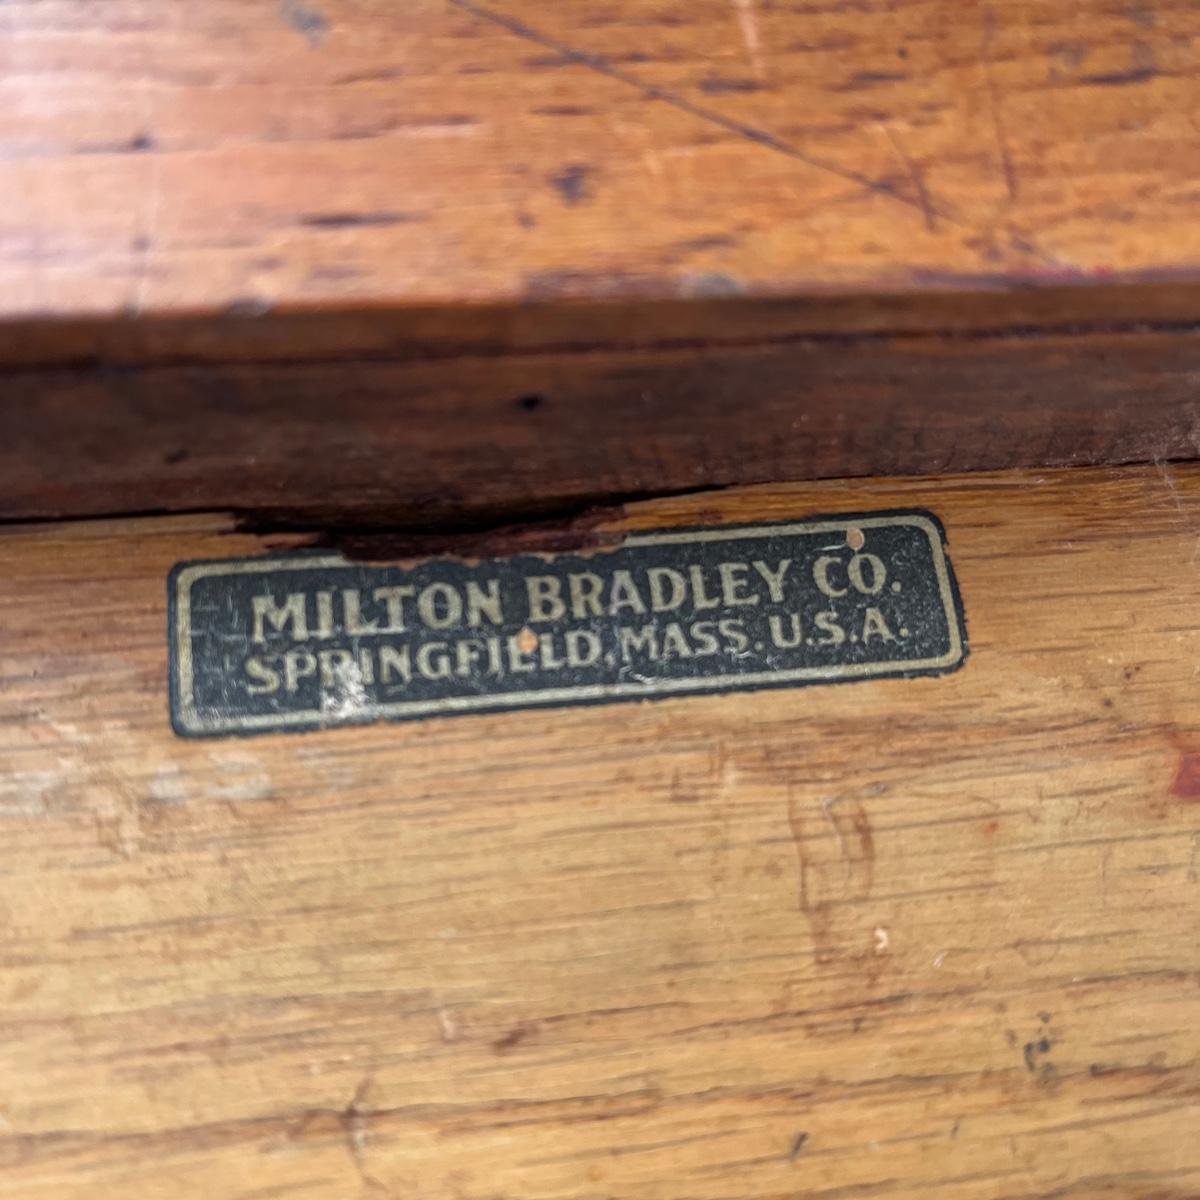 MILTON BRADLEY CO.
SPRINGFIELD, MASS. U.S.A.